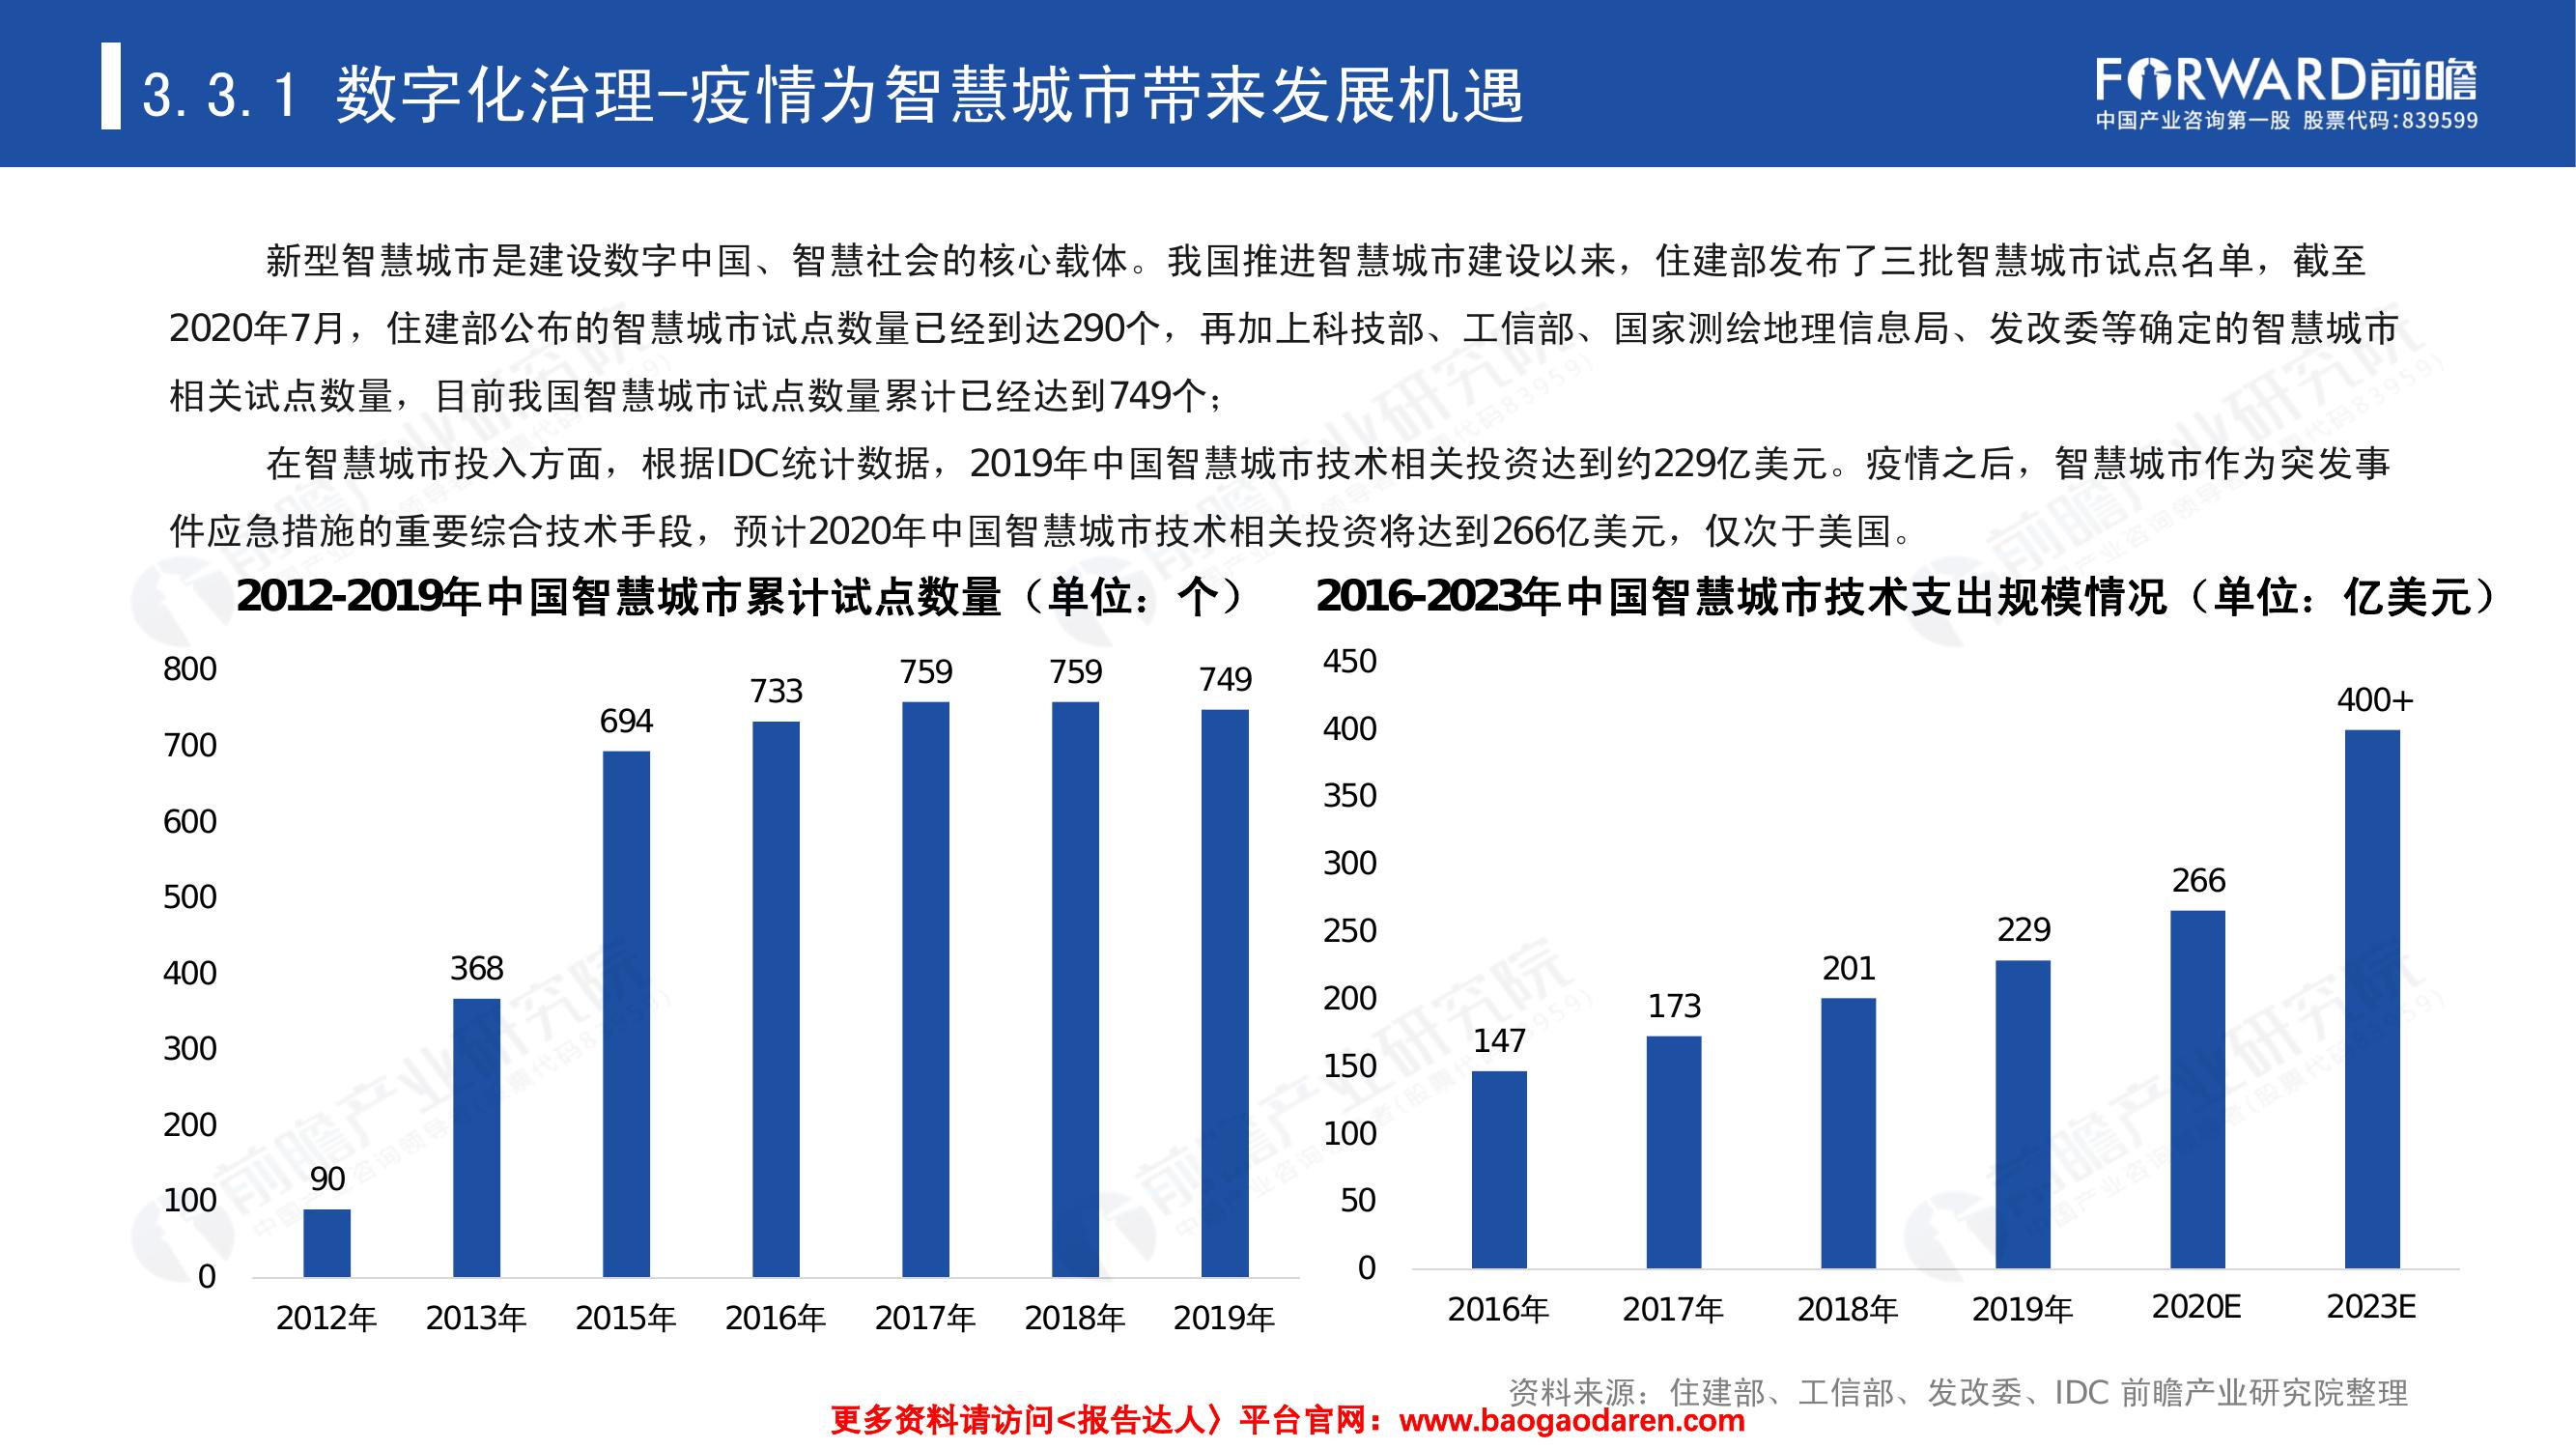 3.3.1 数字化治理-疫情为智慧城市带来发展机遇
FORWARD前瞻
中国产业咨询第一股 股票代码:839599
新型智慧城市是建设数字中国、智慧社会的核心载体。我国推进智慧城市建设以来，住建部发布了三批智慧城市试点名单，截至
2020年7月，住建部公布的智慧城市试点数量已经到达290个，再加上科技部、工信部、国家测绘地理信息局、发改委等确定的智慧城市
相关试点数量，目前我国智慧城市试点数量累计已经达到749个；
在智慧城市投入方面，根据IDC统计数据，2019年中国智慧城市技术相关投资达到约229亿美元。疫情之后，智慧城市作为突发事
件应急措施的重要综合技术手段，预计2020年中国智慧城市技术相关投资将达到266亿美元，仅次于美国。
2012-2019年中国智慧城市累计试点数量（单位：个）
800
700
600
500
400
300
200
100
0
90
368
694
733
759
759
749
2012年
2013年
2015年
2016年
2017年
2018年
2019年
2016-2023年中国智慧城市技术支出规模情况（单位：亿美元）
450
400
350
300
250
200
150
100
50
0
147
173
201
229
266
400+
2016年
2017年
2018年
2019年
2020E
2023E
资料来源：住建部、工信部、发改委、IDC 前瞻产业研究院整理
更多资料请访问<报告达人〉平台官网：www.baogaodaren.com